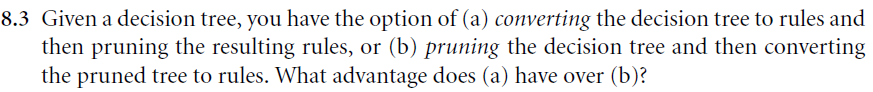 8.3 Given a decision tree, you have the option of (a) converting the decision tree to rules and
then pruning the resulting rules, or (b) pruning the decision tree and then converting
the pruned tree to rules. What advantage does (a) have over (b)?